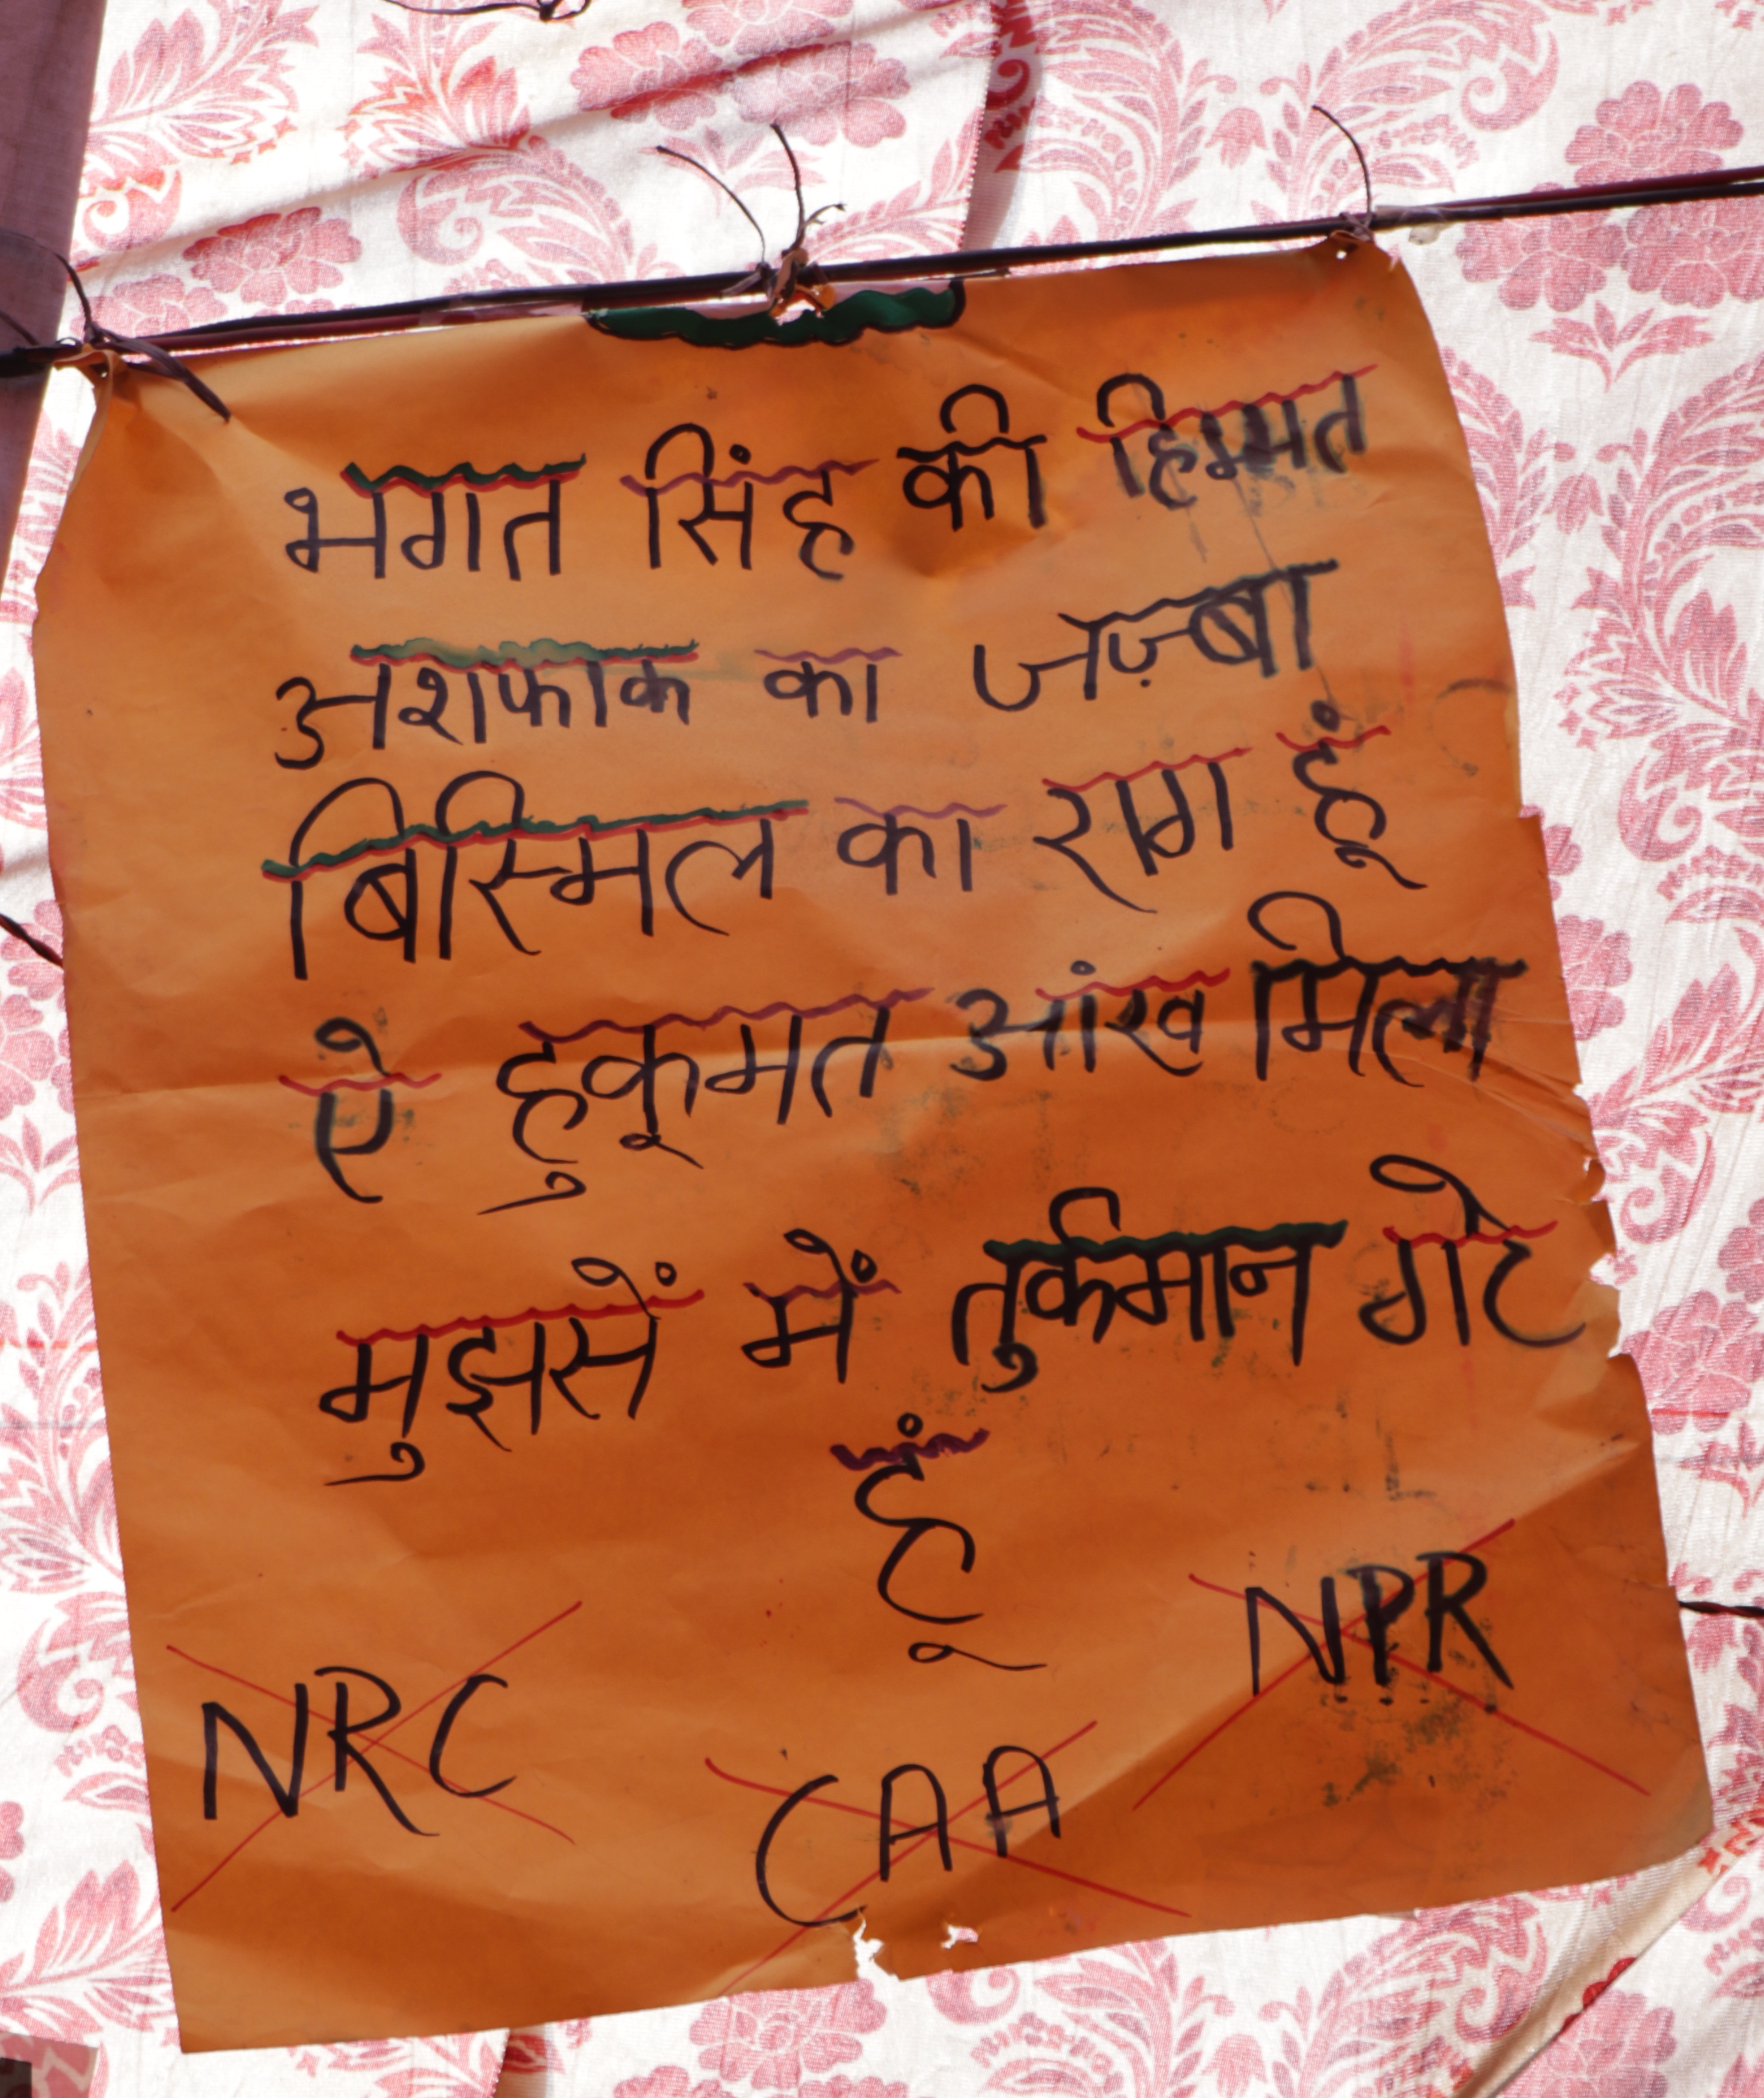 भगत सिंह की हिम्मत
अशफाक का जज़्बा
बिस्मिल का राग हूं
ऐ हुकूमत आंख मिला
मुझसें में तुर्कमान गेट
हूं
NRC CAA NPR